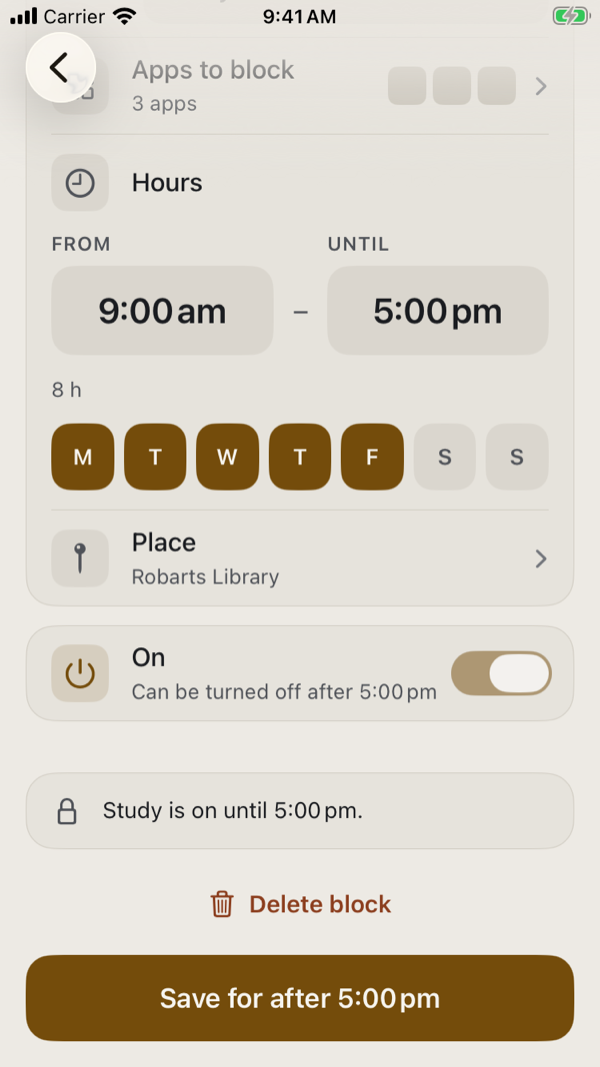 Carrier 9:41 AM
Apps to block
3 apps
Hours
FROM UNTIL
9:00 am – 5:00 pm
8 h
M T W T F S S
Place
Robarts Library
On
Can be turned off after 5:00 pm
Study is on until 5:00 pm.
Delete block
Save for after 5:00 pm